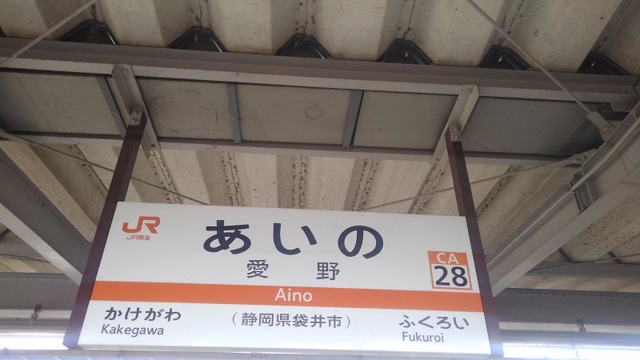 JR
JR東海
あいの
愛野
CA
28
Aino
かけがわ
Kakegawa
(静岡県袋井市)
ふくろい
Fukuroi